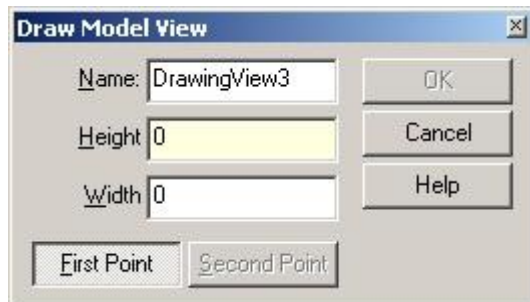 Draw Model View
Name: DrawingView3
OK
Height 0
Cancel
Width 0
Help
First Point
Second Point